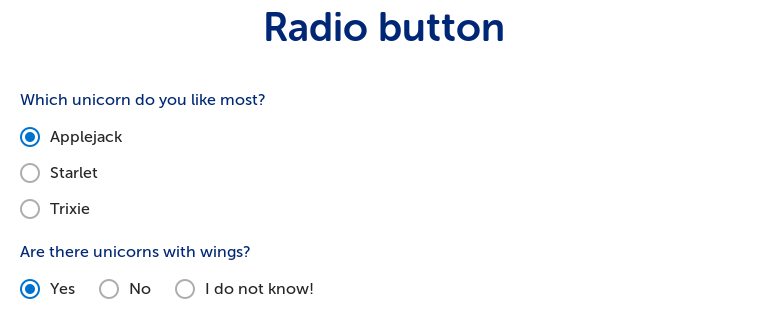 Radio button
Which unicorn do you like most?
Applejack
Starlet
Trixie
Are there unicorns with wings?
Yes No I do not know!